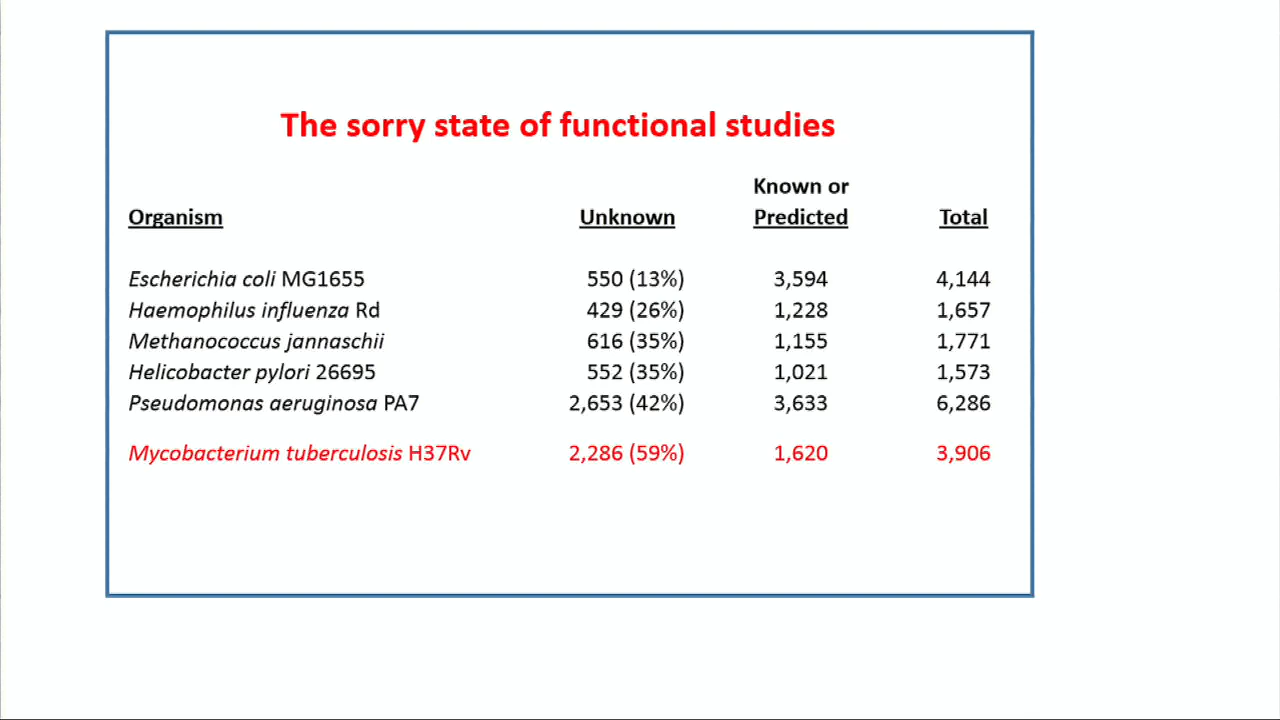 The sorry state of functional studies
Known or
Organism Unknown Predicted Total
Escherichia coli MG1655 550 (13%) 3,594 4,144
Haemophilus influenza Rd 429 (26%) 1,228 1,657
Methanococcus jannaschii 616 (35%) 1,155 1,771
Helicobacter pylori 26695 552 (35%) 1,021 1,573
Pseudomonas aeruginosa PA7 2,653 (42%) 3,633 6,286
Mycobacterium tuberculosis H37Rv 2,286 (59%) 1,620 3,906